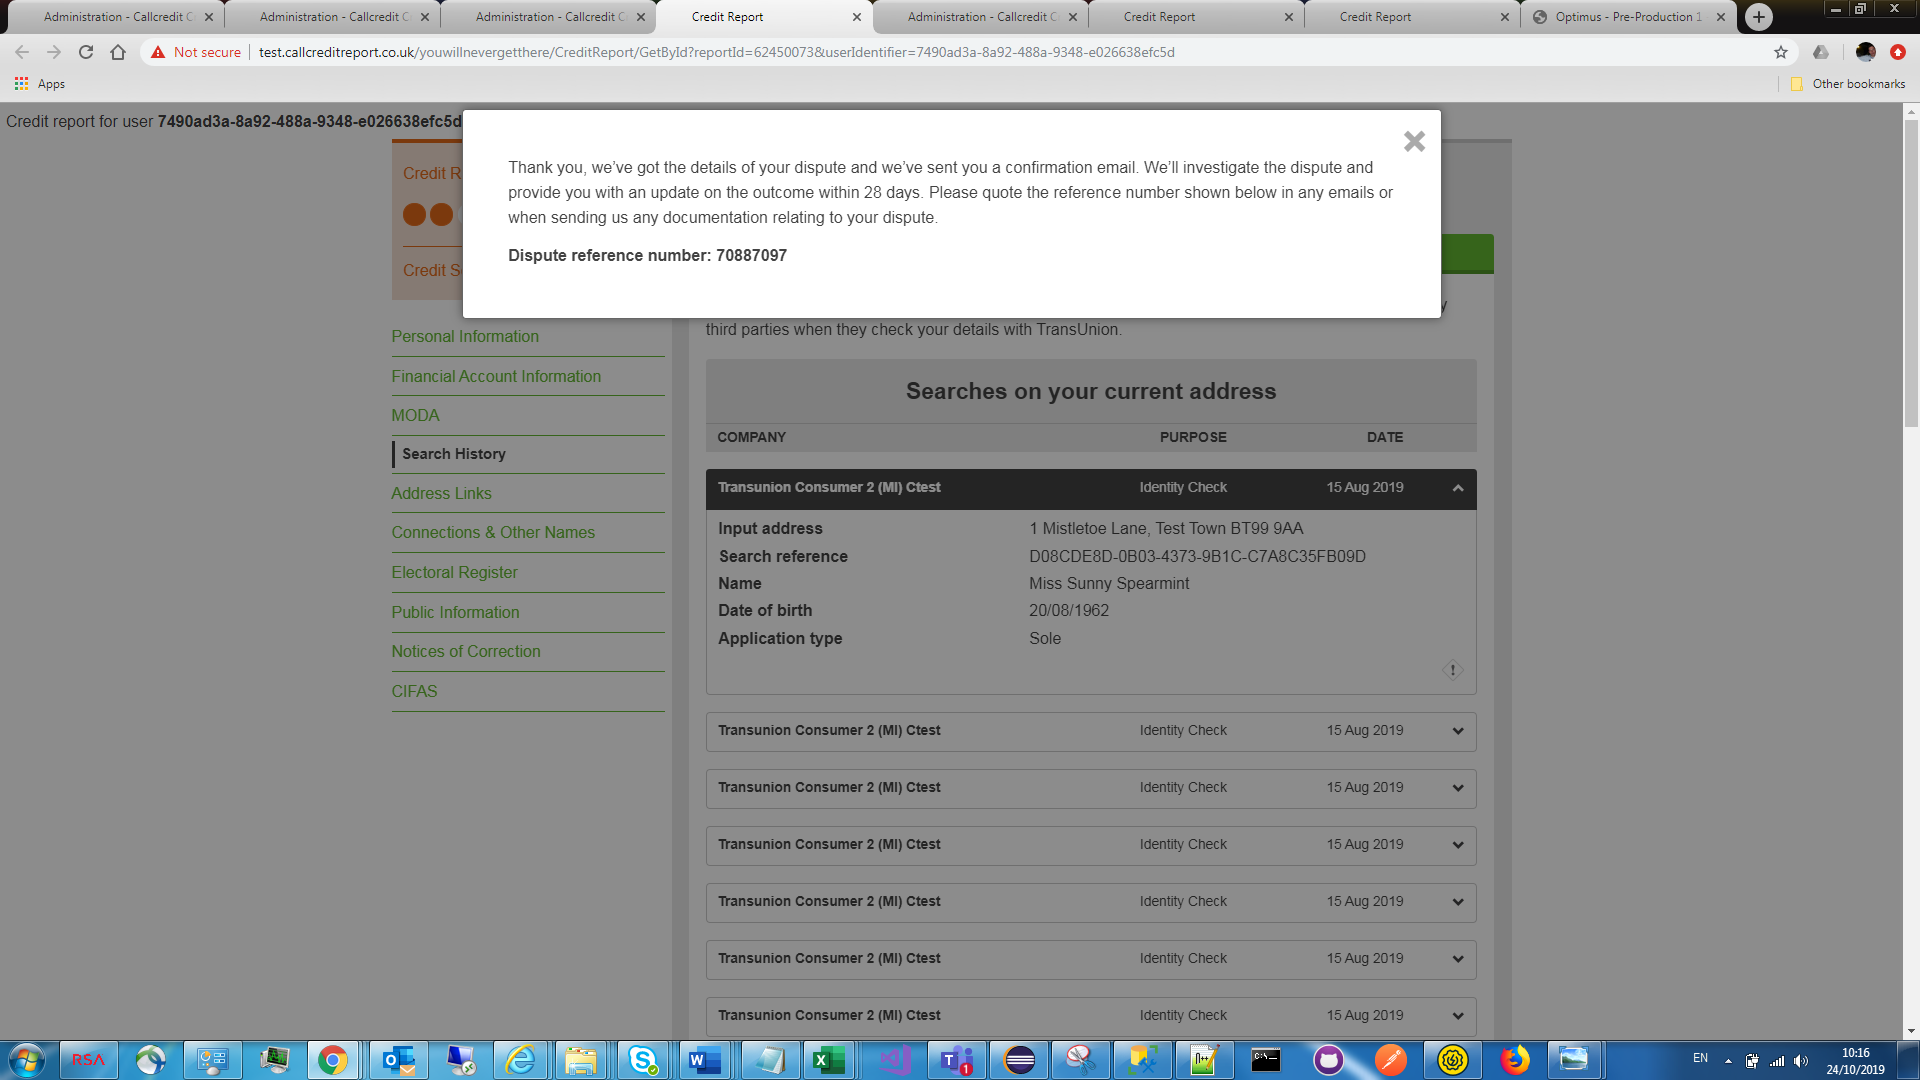 Administration - Callcredit C
Administration - Callcredit C
Administration - Callcredit C
Credit Report
Administration - Callcredit C
Credit Report
Credit Report
Optimus - Pre-Production 1
Not secure
test.callcreditreport.co.uk/youwillnevergetthere/CreditReport/GetById?reportId=62450073&userIdentifier=7490ad3a-8a92-488a-9348-e026638efc5d
Apps
Other bookmarks
Credit report for user 7490ad3a-8a92-488a-9348-e026638efc5d
Credit R
Credit S
Thank you, we've got the details of your dispute and we've sent you a confirmation email. We'll investigate the dispute and
provide you with an update on the outcome within 28 days. Please quote the reference number shown below in any emails or
when sending us any documentation relating to your dispute.
Dispute reference number: 70887097
y
third parties when they check your details with TransUnion.
Personal Information
Financial Account Information
MODA
Search History
Address Links
Connections & Other Names
Electoral Register
Public Information
Notices of Correction
CIFAS
Searches on your current address
COMPANY PURPOSE DATE
Transunion Consumer 2 (MI) Ctest Identity Check 15 Aug 2019
Input address 1 Mistletoe Lane, Test Town BT99 9AA
Search reference D08CDE8D-0B03-4373-9B1C-C7A8C35FB09D
Name Miss Sunny Spearmint
Date of birth 20/08/1962
Application type Sole
Transunion Consumer 2 (MI) Ctest Identity Check 15 Aug 2019
Transunion Consumer 2 (MI) Ctest Identity Check 15 Aug 2019
Transunion Consumer 2 (MI) Ctest Identity Check 15 Aug 2019
Transunion Consumer 2 (MI) Ctest Identity Check 15 Aug 2019
Transunion Consumer 2 (MI) Ctest Identity Check 15 Aug 2019
Transunion Consumer 2 (MI) Ctest Identity Check 15 Aug 2019
RSA
EN
10:16
24/10/2019